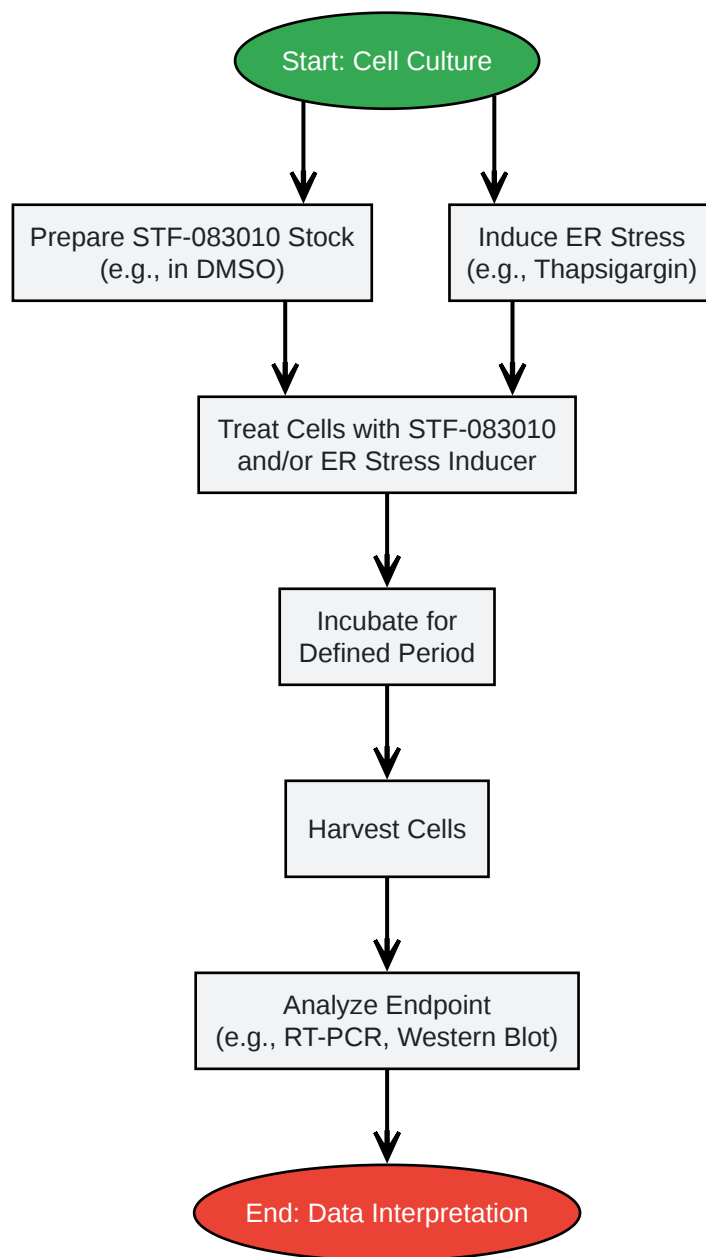 Start: Cell Culture
Prepare STF-083010 Stock
(e.g., in DMSO)
Induce ER Stress
(e.g., Thapsigargin)
Treat Cells with STF-083010
and/or ER Stress Inducer
Incubate for
Defined Period
Harvest Cells
Analyze Endpoint
(e.g., RT-PCR, Western Blot)
End: Data Interpretation